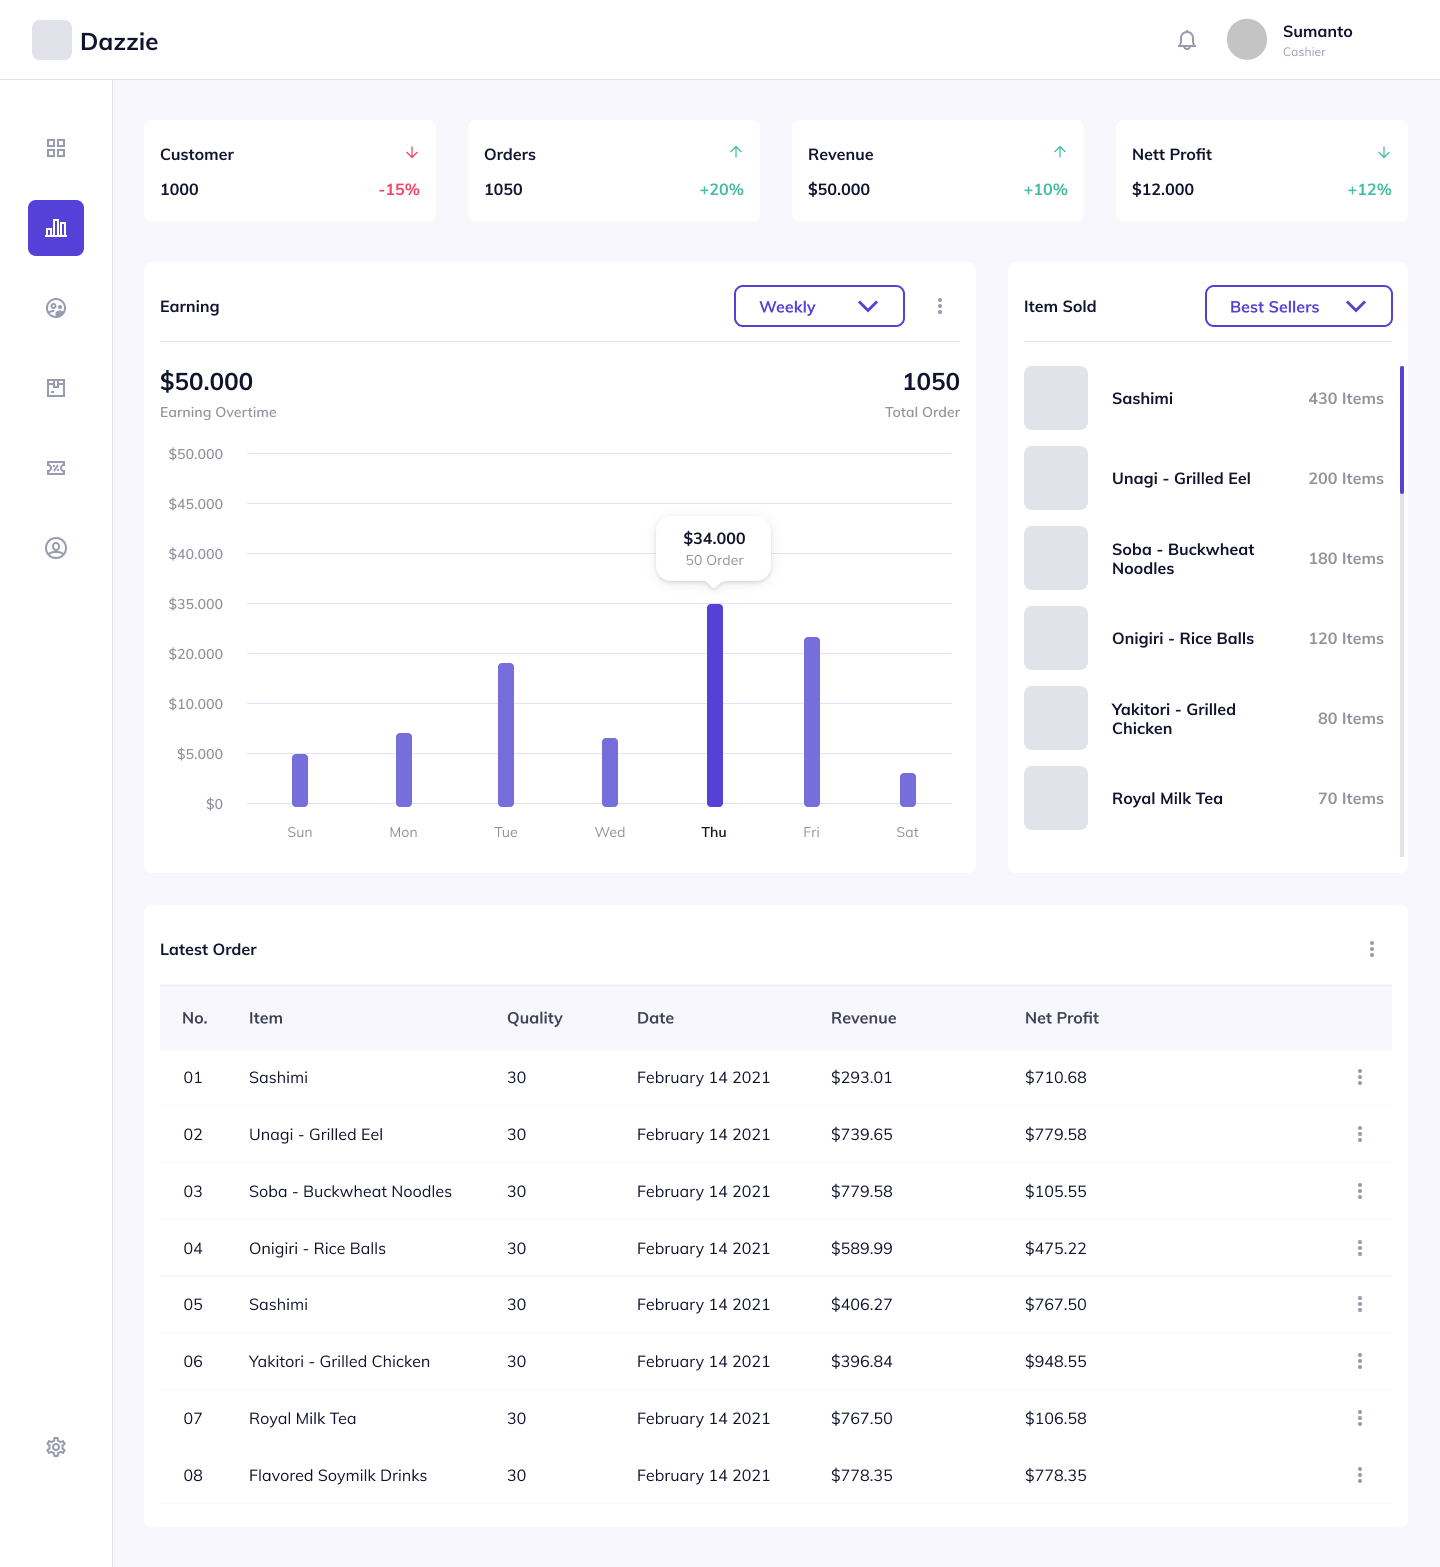 Dazzie
Sumanto
Cashier
Customer
1000 -15%
Orders
1050 +20%
Revenue
$50.000 +10%
Nett Profit
$12.000 +12%
Earning Weekly
$50.000 1050
Earning Overtime Total Order
$50.000
$45.000
$40.000
$35.000
$20.000
$10.000
$5.000
$0
$34.000
50 Order
Sun Mon Tue Wed Thu Fri Sat
Item Sold Best Sellers
Sashimi 430 Items
Unagi - Grilled Eel 200 Items
Soba - Buckwheat
Noodles 180 Items
Onigiri - Rice Balls 120 Items
Yakitori - Grilled
Chicken 80 Items
Royal Milk Tea 70 Items
Latest Order
No. Item Quality Date Revenue Net Profit
01 Sashimi 30 February 14 2021 $293.01 $710.68
02 Unagi - Grilled Eel 30 February 14 2021 $739.65 $779.58
03 Soba - Buckwheat Noodles 30 February 14 2021 $779.58 $105.55
04 Onigiri - Rice Balls 30 February 14 2021 $589.99 $475.22
05 Sashimi 30 February 14 2021 $406.27 $767.50
06 Yakitori - Grilled Chicken 30 February 14 2021 $396.84 $948.55
07 Royal Milk Tea 30 February 14 2021 $767.50 $106.58
08 Flavored Soymilk Drinks 30 February 14 2021 $778.35 $778.35